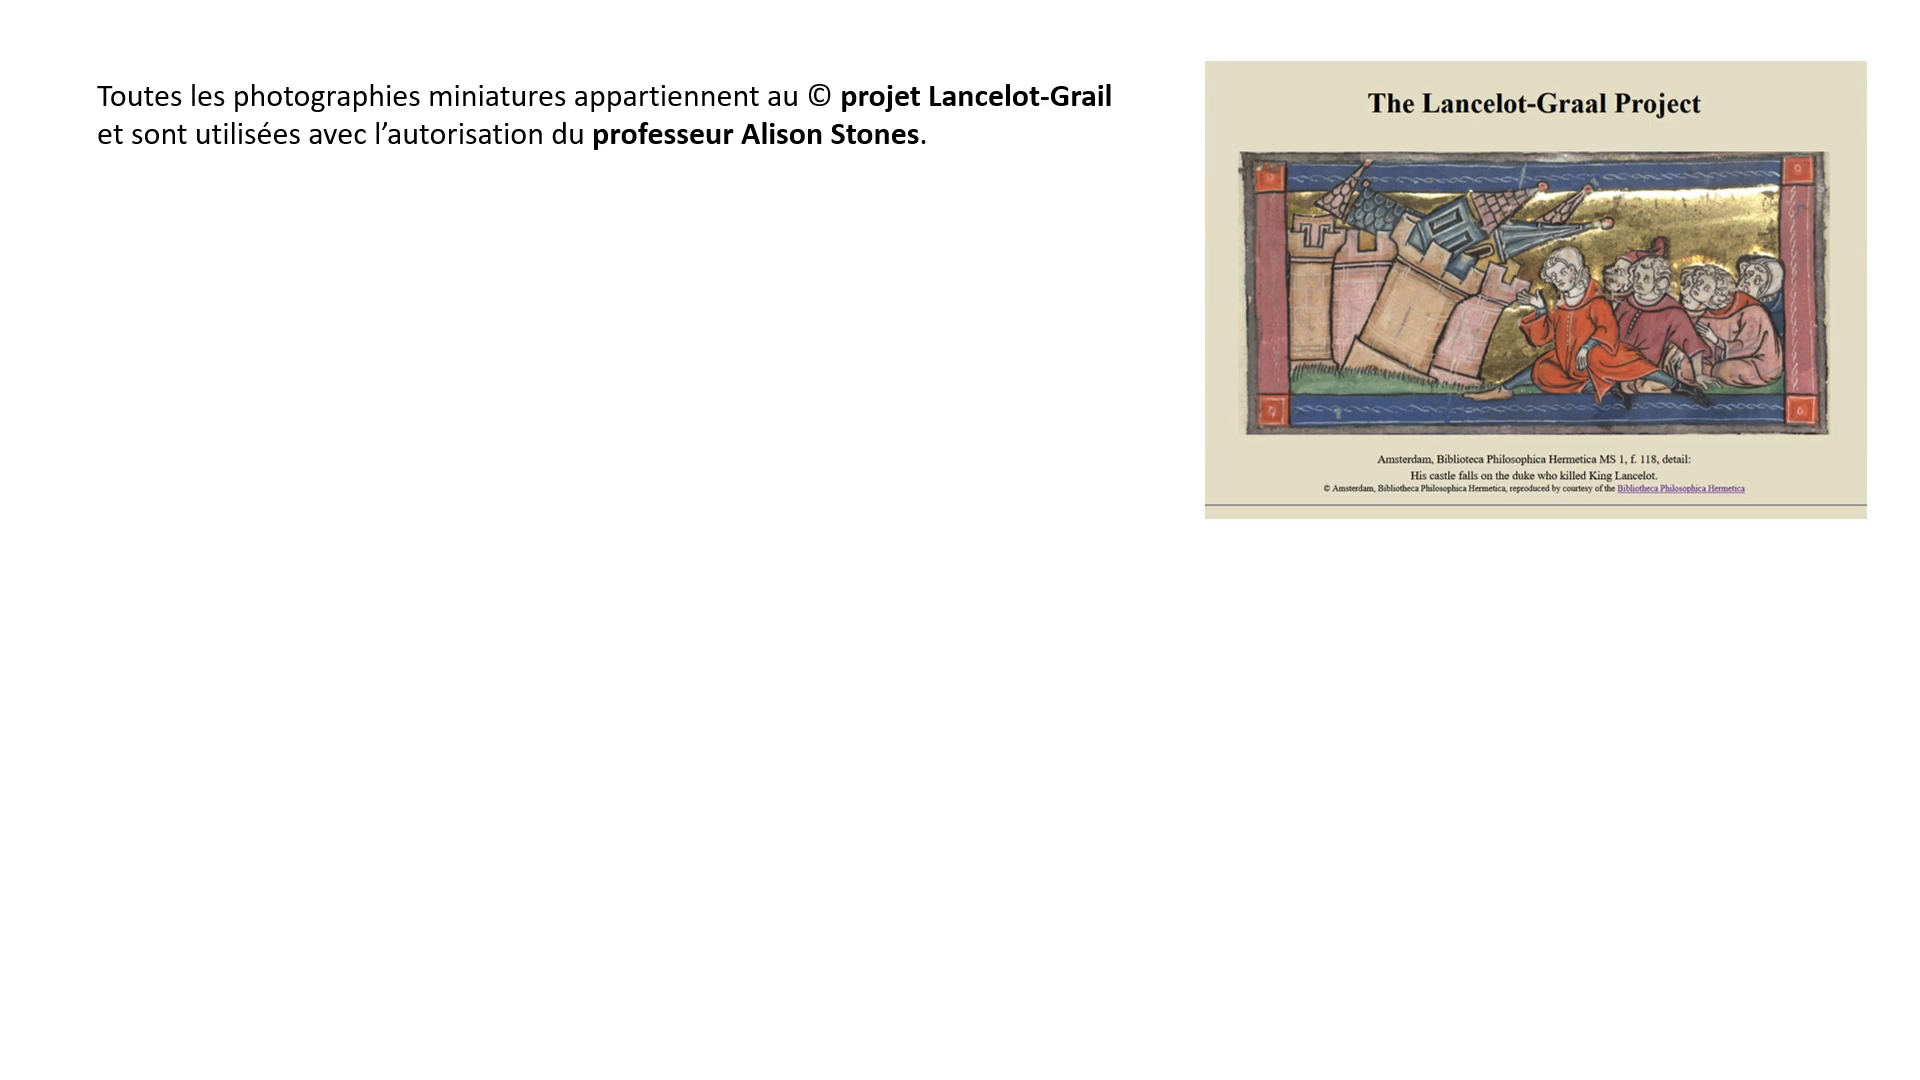 Toutes les photographies miniatures appartiennent au © projet Lancelot-Grail
et sont utilisées avec l’autorisation du professeur Alison Stones.
The Lancelot-Graal Project
Amsterdam, Biblioteca Philosophica Hermetica MS 1, f. 118, detail:
His castle falls on the duke who killed King Lancelot.
© Amsterdam, Bibliotheca Philosophica Hermetica, reproduced by courtesy of the Bibliotheca Philosophica Hermetica